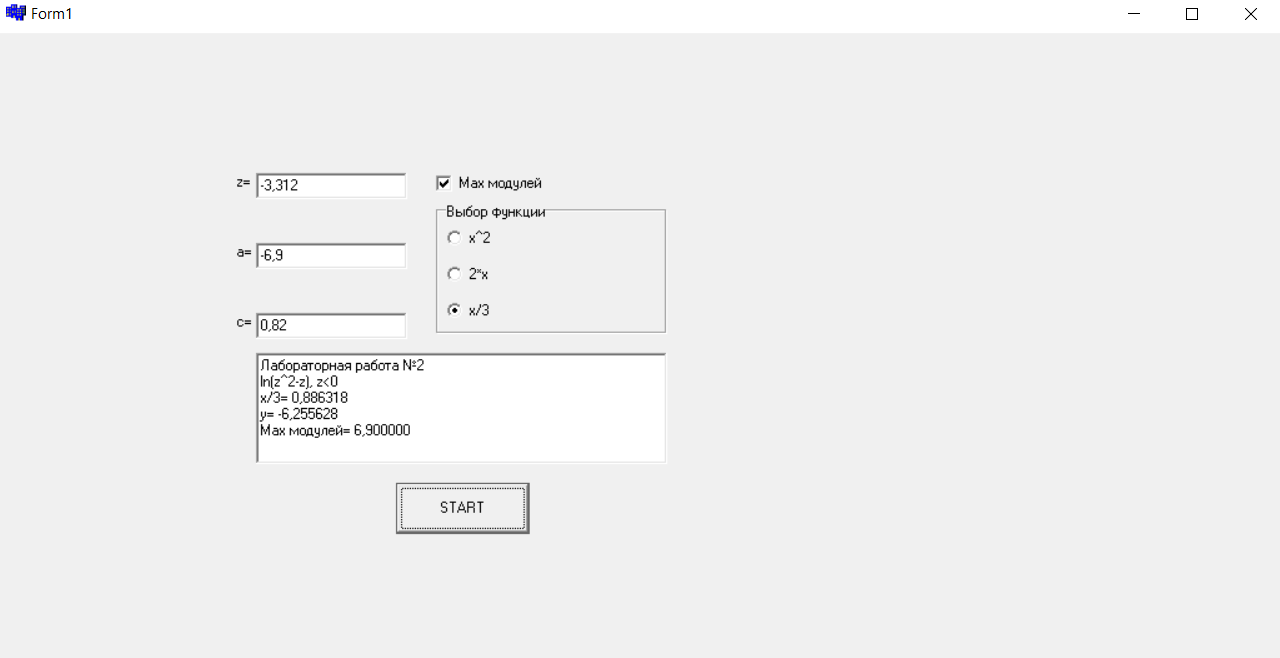 Form1
z= -3,312
Max модулей
Выбор функции
x^2
a= -6,9
2*x
x/3
c= 0,82
Лабораторная работа №2
ln(z^2-z), z<0
x/3= 0,886318
y= -6,255628
Max модулей= 6,900000
START